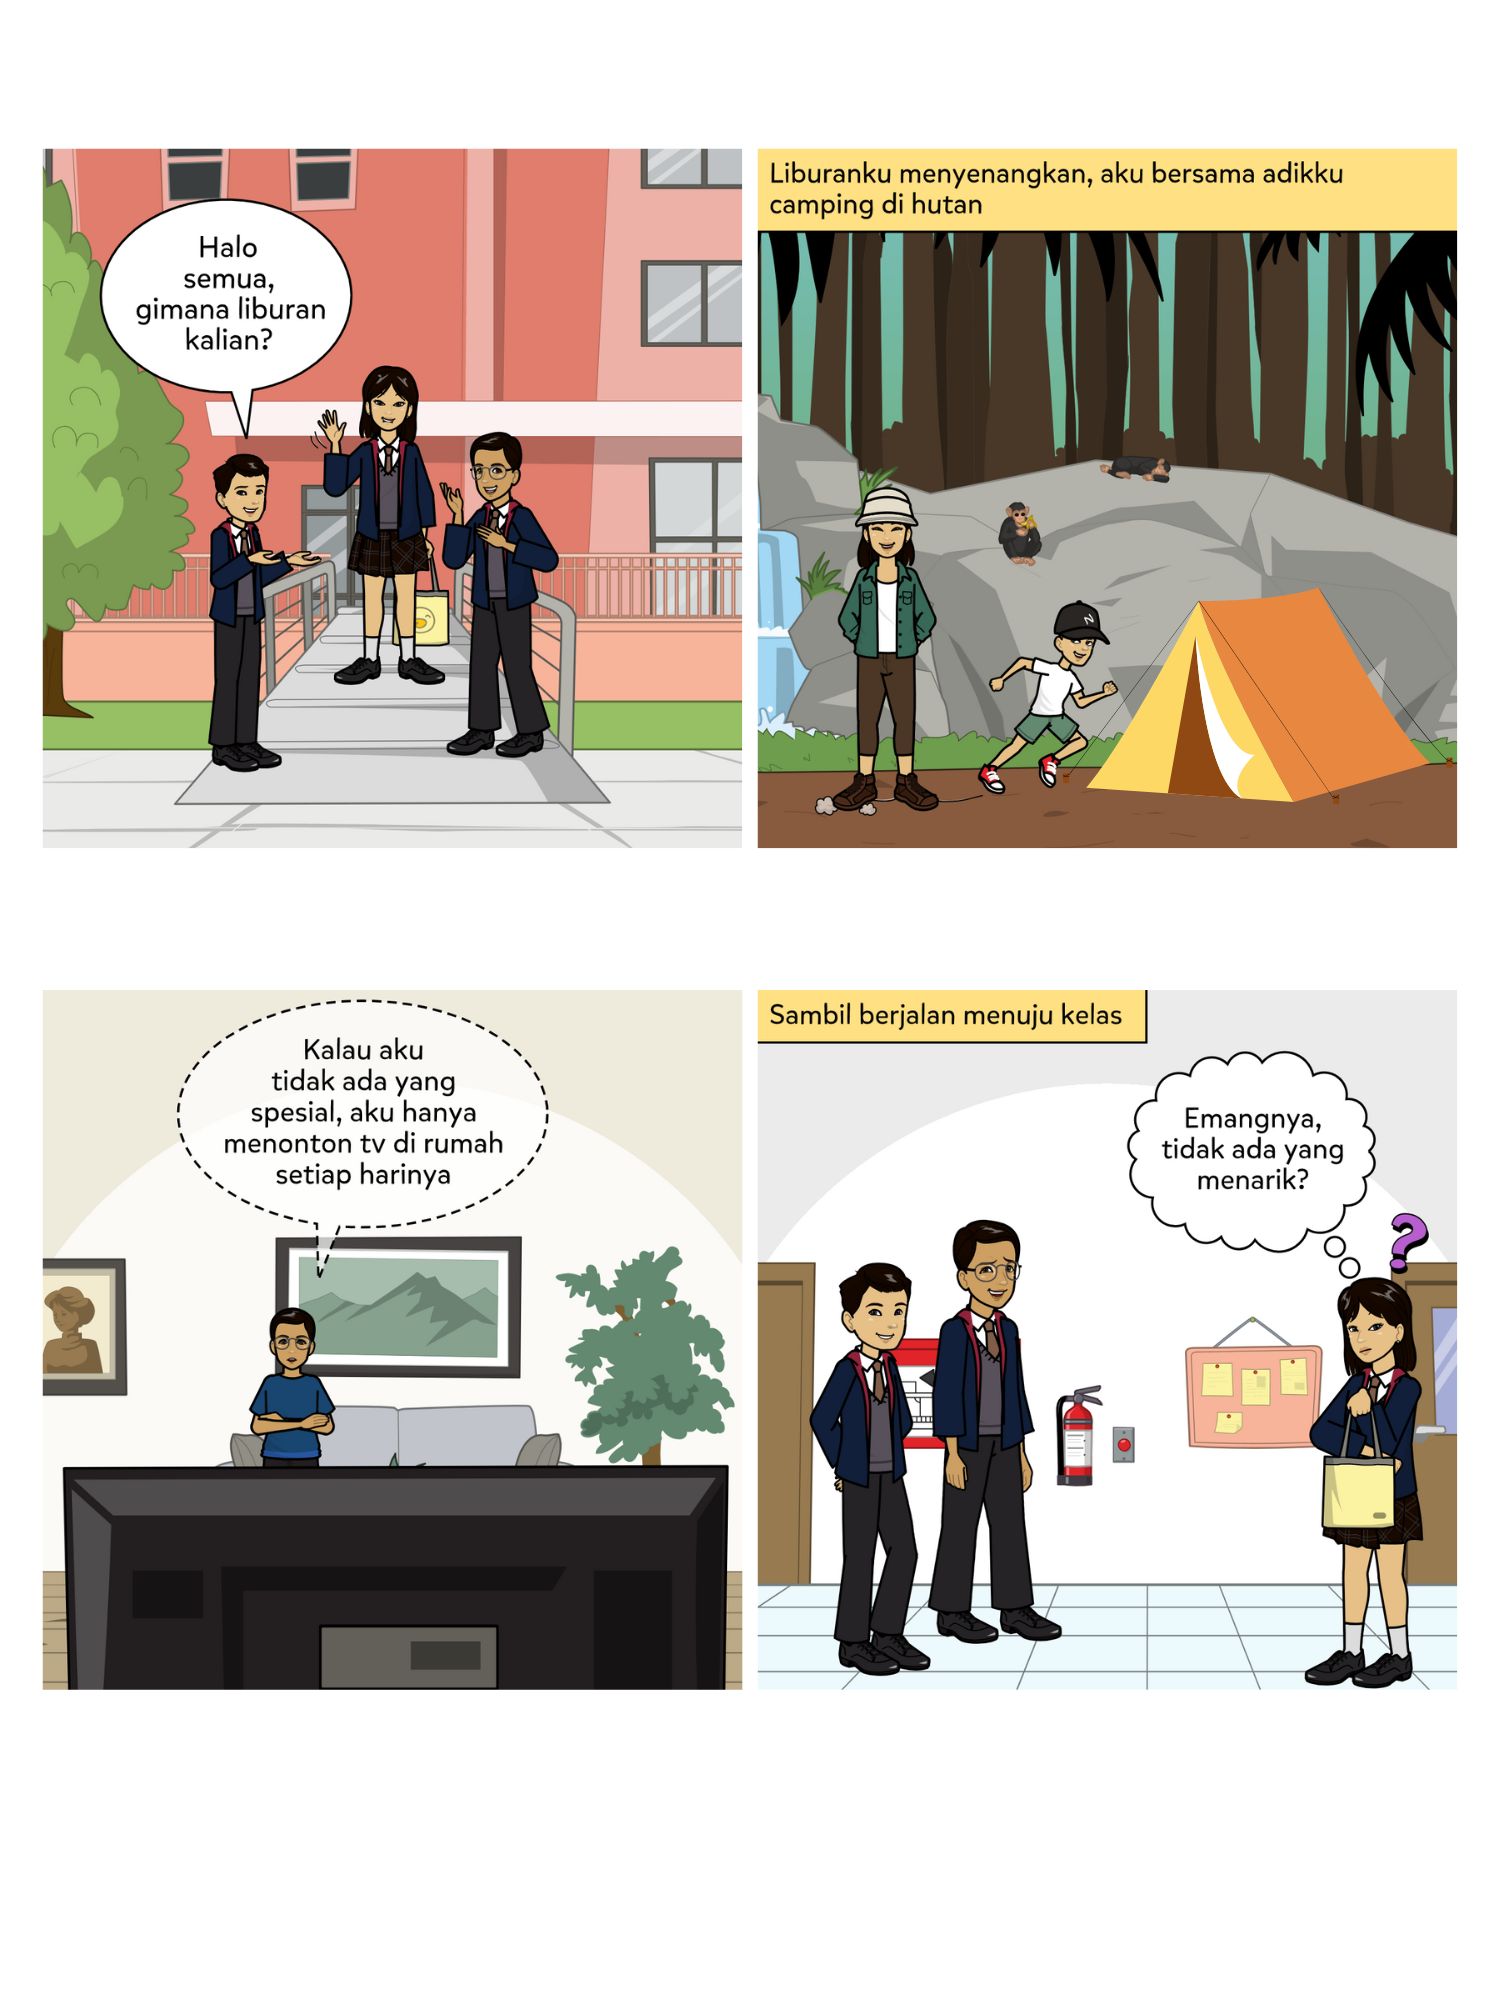 Halo
semua,
gimana liburan
kalian?
Liburanku menyenangkan, aku bersama adikku
camping di hutan
Kalau aku
tidak ada yang
spesial, aku hanya
menonton tv di rumah
setiap harinya
Sambil berjalan menuju kelas
Emangnya,
tidak ada yang
menarik?
?